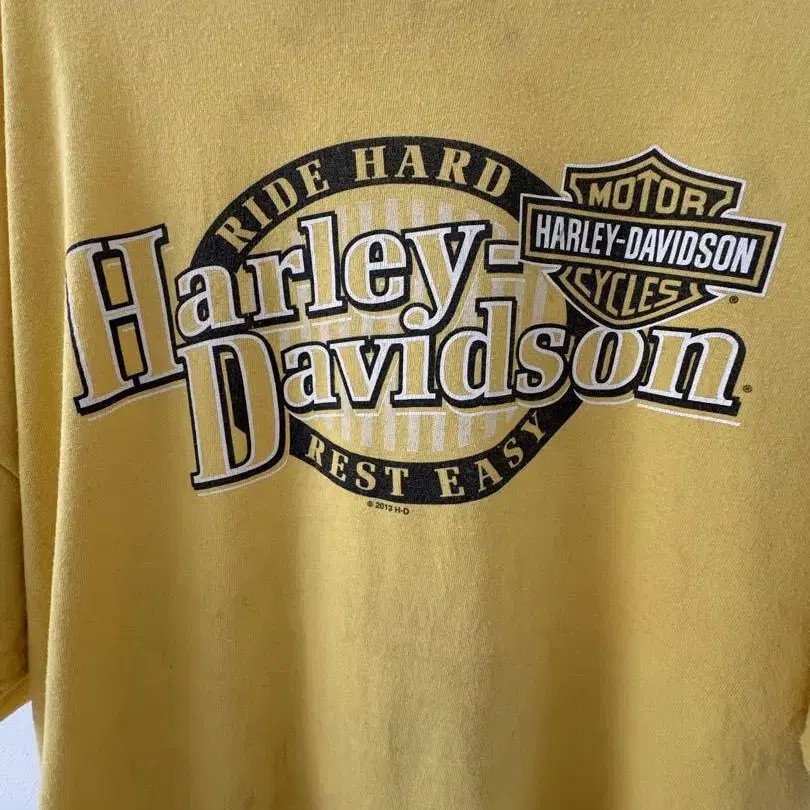 RIDE HARD
Harley-
Davidson
MOTOR
HARLEY-DAVIDSON
CYCLES®
REST EASY
© 2013 H-D